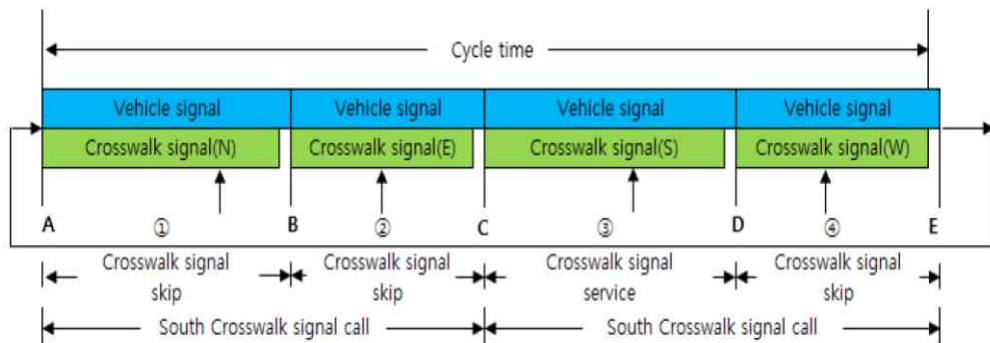 Cycle time
Vehicle signal Vehicle signal Vehicle signal Vehicle signal
Crosswalk signal(N) Crosswalk signal(E) Crosswalk signal(S) Crosswalk signal(W)
A ① B ② C ③ D ④ E
Crosswalk signal skip
Crosswalk signal skip
Crosswalk signal service
Crosswalk signal skip
South Crosswalk signal call South Crosswalk signal call